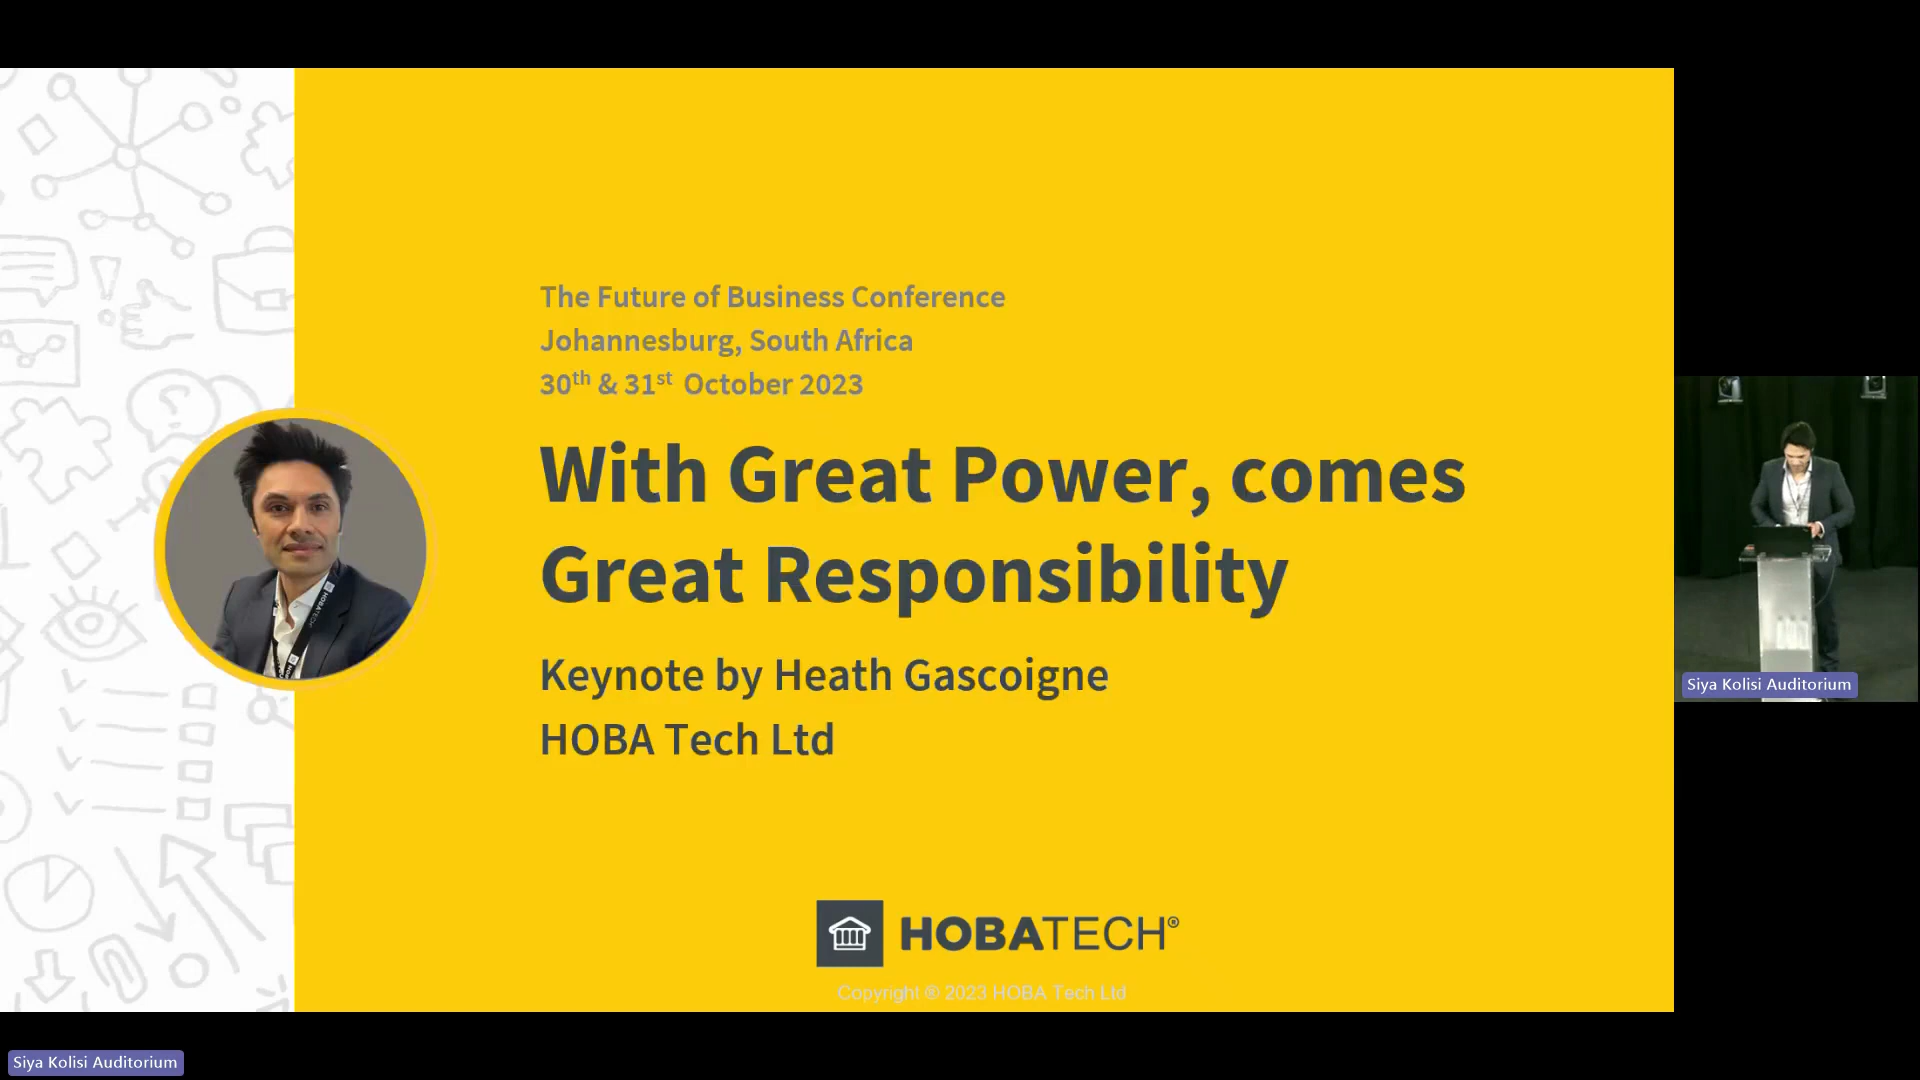 The Future of Business Conference
Johannesburg, South Africa
30th & 31st October 2023
With Great Power, comes
Great Responsibility
Keynote by Heath Gascoigne
HOBA Tech Ltd
HOBATECH
HOBATECH®
Copyright ® 2023 HOBA Tech Ltd
Siya Kolisi Auditorium
Siya Kolisi Auditorium